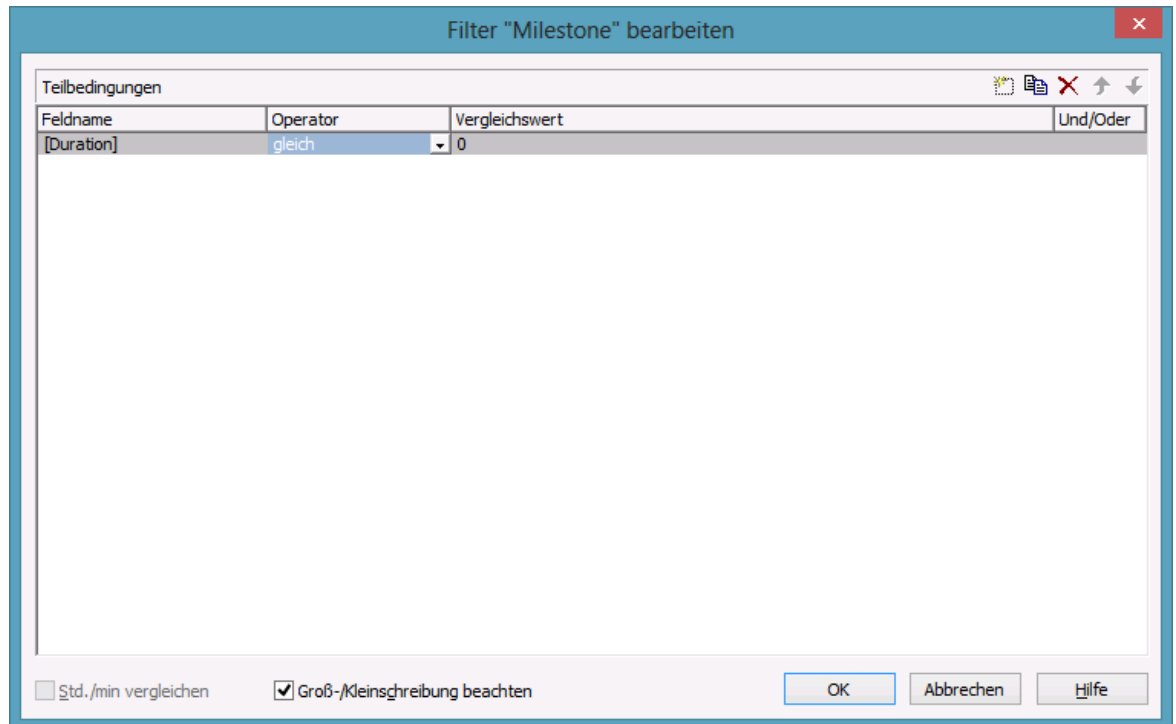 Filter "Milestone" bearbeiten
Teilbedingungen
Feldname Operator Vergleichswert Und/Oder
[Duration] gleich 0
Std./min vergleichen Groß-/Kleinschreibung beachten OK Abbrechen Hilfe